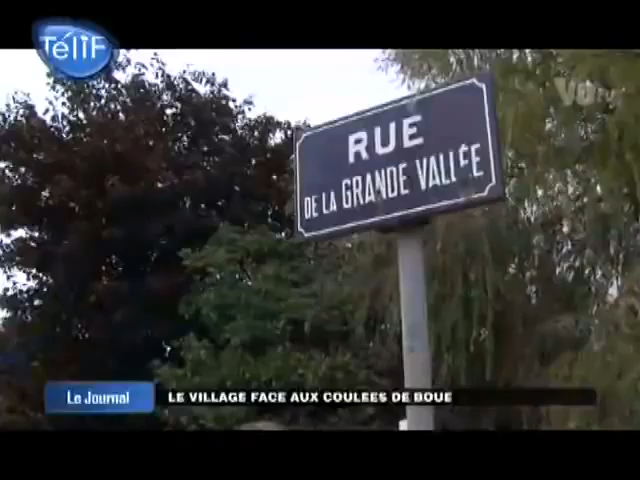 TéliF
RUE
DE LA GRANDE VALLÉE
Le Journal
LE VILLAGE FACE AUX COULEES DE BOUE